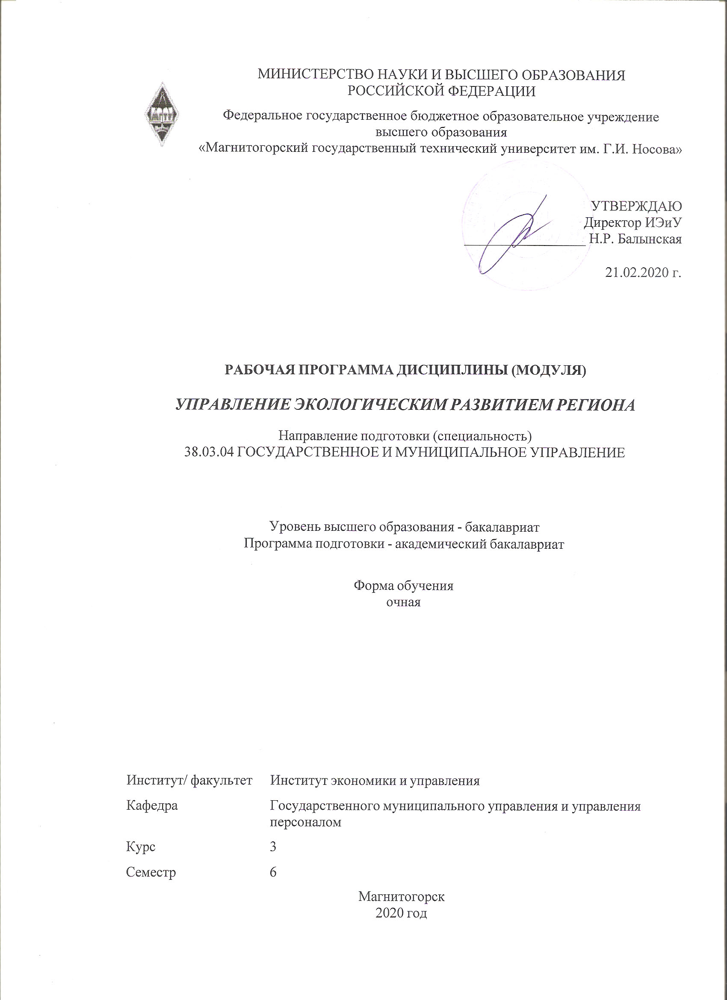 МИНИСТЕРСТВО НАУКИ И ВЫСШЕГО ОБРАЗОВАНИЯ
РОССИЙСКОЙ ФЕДЕРАЦИИ
Федеральное государственное бюджетное образовательное учреждение
высшего образования
«Магнитогорский государственный технический университет им. Г.И. Носова»
УТВЕРЖДАЮ
Директор ИЭиУ
Н.Р. Балынская
21.02.2020 г.
РАБОЧАЯ ПРОГРАММА ДИСЦИПЛИНЫ (МОДУЛЯ)
УПРАВЛЕНИЕ ЭКОЛОГИЧЕСКИМ РАЗВИТИЕМ РЕГИОНА
Направление подготовки (специальность)
38.03.04 ГОСУДАРСТВЕННОЕ И МУНИЦИПАЛЬНОЕ УПРАВЛЕНИЕ
Уровень высшего образования - бакалавриат
Программа подготовки - академический бакалавриат
Форма обучения
очная
Институт/ факультет Институт экономики и управления
Кафедра Государственного муниципального управления и управления
персоналом
Курс 3
Семестр 6
Магнитогорск
2020 год